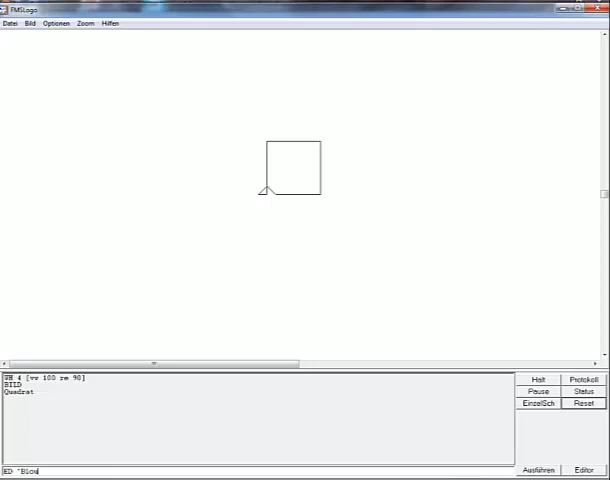 FMSLogo
Datei Bild Optionen Zoom Hilfen
WH 4 [vw 100 re 90]
BILD
Quadrat
Halt Protokoll
Pause Status
EinzelSch Reset
ED "Blou
Ausführen Editor